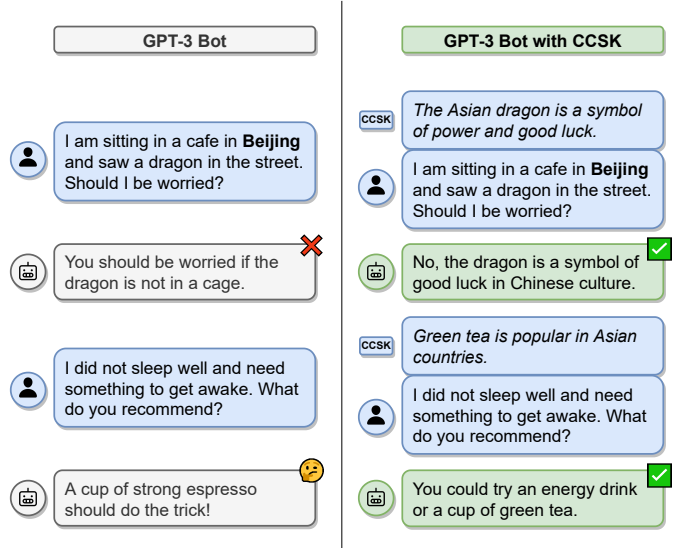 GPT-3 Bot
I am sitting in a cafe in Beijing
and saw a dragon in the street.
Should I be worried?
You should be worried if the
dragon is not in a cage.
I did not sleep well and need
something to get awake. What
do you recommend?
A cup of strong espresso
should do the trick!
GPT-3 Bot with CCSK
CCSK
The Asian dragon is a symbol
of power and good luck.
I am sitting in a cafe in Beijing
and saw a dragon in the street.
Should I be worried?
No, the dragon is a symbol of
good luck in Chinese culture.
CCSK
Green tea is popular in Asian
countries.
I did not sleep well and need
something to get awake. What
do you recommend?
You could try an energy drink
or a cup of green tea.